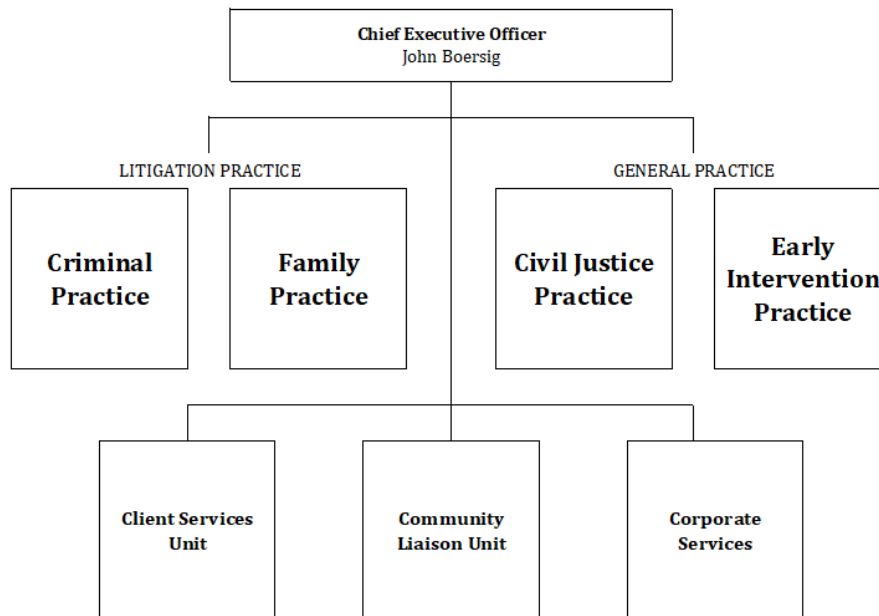 Chief Executive Officer
John Boersig
LITIGATION PRACTICE
GENERAL PRACTICE
Criminal
Practice
Family
Practice
Civil Justice
Practice
Early
Intervention
Practice
Client Services
Unit
Community
Liaison Unit
Corporate
Services